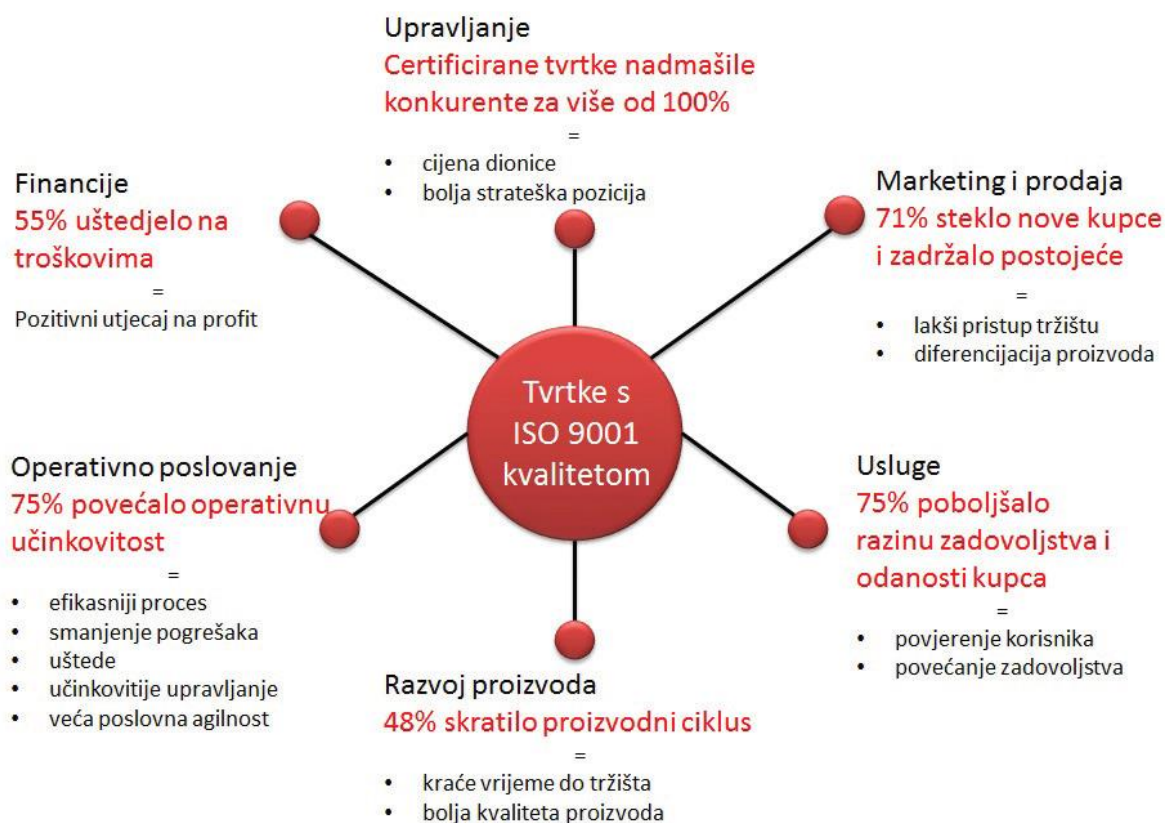 Upravljanje
Certificirane tvrtke nadmašile
konkurente za više od 100%
=
• cijena dionice
• bolja strateška pozicija
Financije
55% uštedjelo na
troškovima
=
Pozitivni utjecaj na profit
Marketing i prodaja
71% steklo nove kupce
i zadržalo postojeće
=
• lakši pristup tržištu
• diferencijacija proizvoda
Tvrtke s
ISO 9001
kvalitetom
Operativno poslovanje
75% povećalo operativnu
učinkovitost
=
• efikasniji proces
• smanjenje pogrešaka
• uštede
• učinkovitije upravljanje
• veća poslovna agilnost
Usluge
75% poboljšalo
razinu zadovoljstva i
odanosti kupca
=
• povjerenje korisnika
• povećanje zadovoljstva
Razvoj proizvoda
48% skratilo proizvodni ciklus
=
• kraće vrijeme do tržišta
• bolja kvaliteta proizvoda